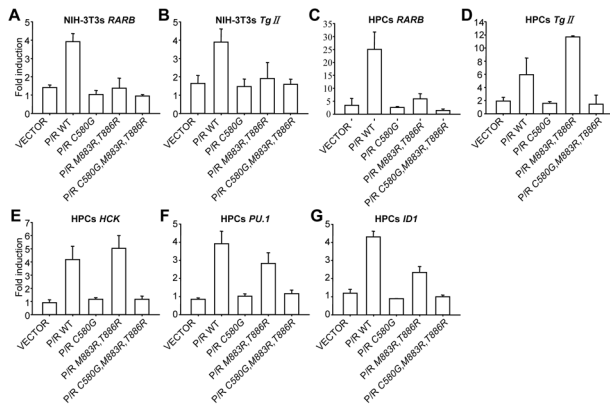 A
NIH-3T3s RARB
Fold induction
5
4
3
2
1
0
VECTOR
P/R WT
P/R C580G
P/R M883R,T886R
P/R C580G,M883R,T886R
B
NIH-3T3s Tg II
5
4
3
2
1
0
VECTOR
P/R WT
P/R C580G
P/R M883R,T886R
P/R C580G,M883R,T886R
C
HPCs RARB
35
30
25
20
15
10
5
0
VECTOR
P/R WT
P/R C580G
P/R M883R,T886R
P/R C580G,M883R,T886R
D
HPCs Tg II
14
12
10
8
6
4
2
0
VECTOR
P/R WT
P/R C580G
P/R M883R,T886R
P/R C580G,M883R,T886R
E
HPCs HCK
Fold induction
7
6
5
4
3
2
1
0
VECTOR
P/R WT
P/R C580G
P/R M883R,T886R
P/R C580G,M883R,T886R
F
HPCs PU.1
5
4
3
2
1
0
VECTOR
P/R WT
P/R C580G
P/R M883R,T886R
P/R C580G,M883R,T886R
G
HPCs ID1
5
4
3
2
1
0
VECTOR
P/R WT
P/R C580G
P/R M883R,T886R
P/R C580G,M883R,T886R